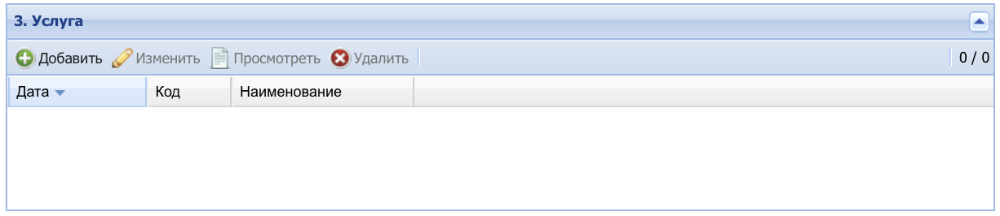 3. Услуга
Добавить Изменить Просмотреть Удалить 0 / 0
Дата Код Наименование